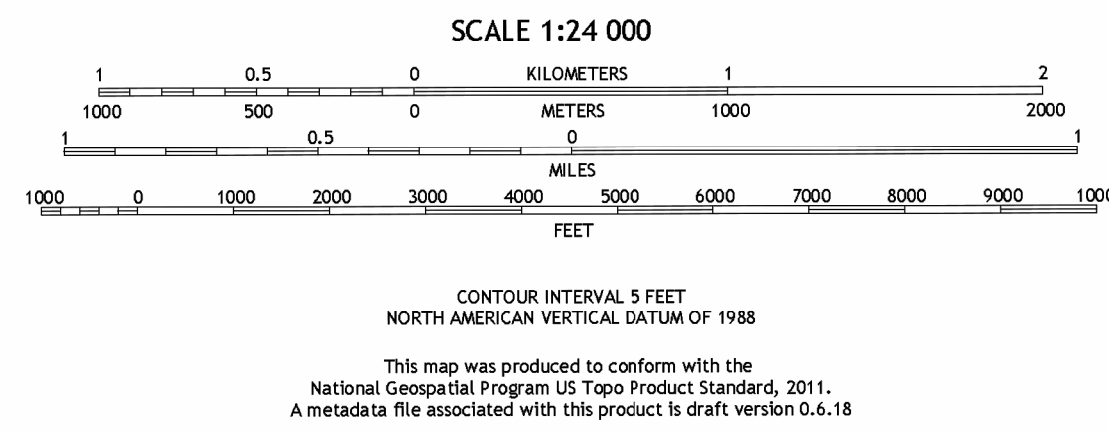 SCALE 1:24 000
1 0.5 0 KILOMETERS 1 2
1000 500 0 METERS 1000 2000
1 0.5 0 1
MILES
1000 0 1000 2000 3000 4000 5000 6000 7000 8000 9000 100
FEET
CONTOUR INTERVAL 5 FEET
NORTH AMERICAN VERTICAL DATUM OF 1988
This map was produced to conform with the
National Geospatial Program US Topo Product Standard, 2011.
A metadata file associated with this product is draft version 0.6.18